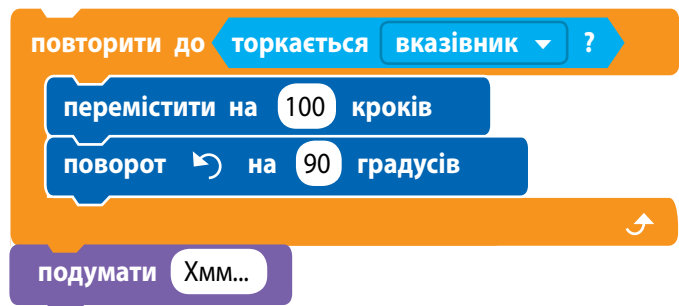 повторити до торкається вказівник ?
перемістити на 100 кроків
поворот на 90 градусів
подумати Хмм...